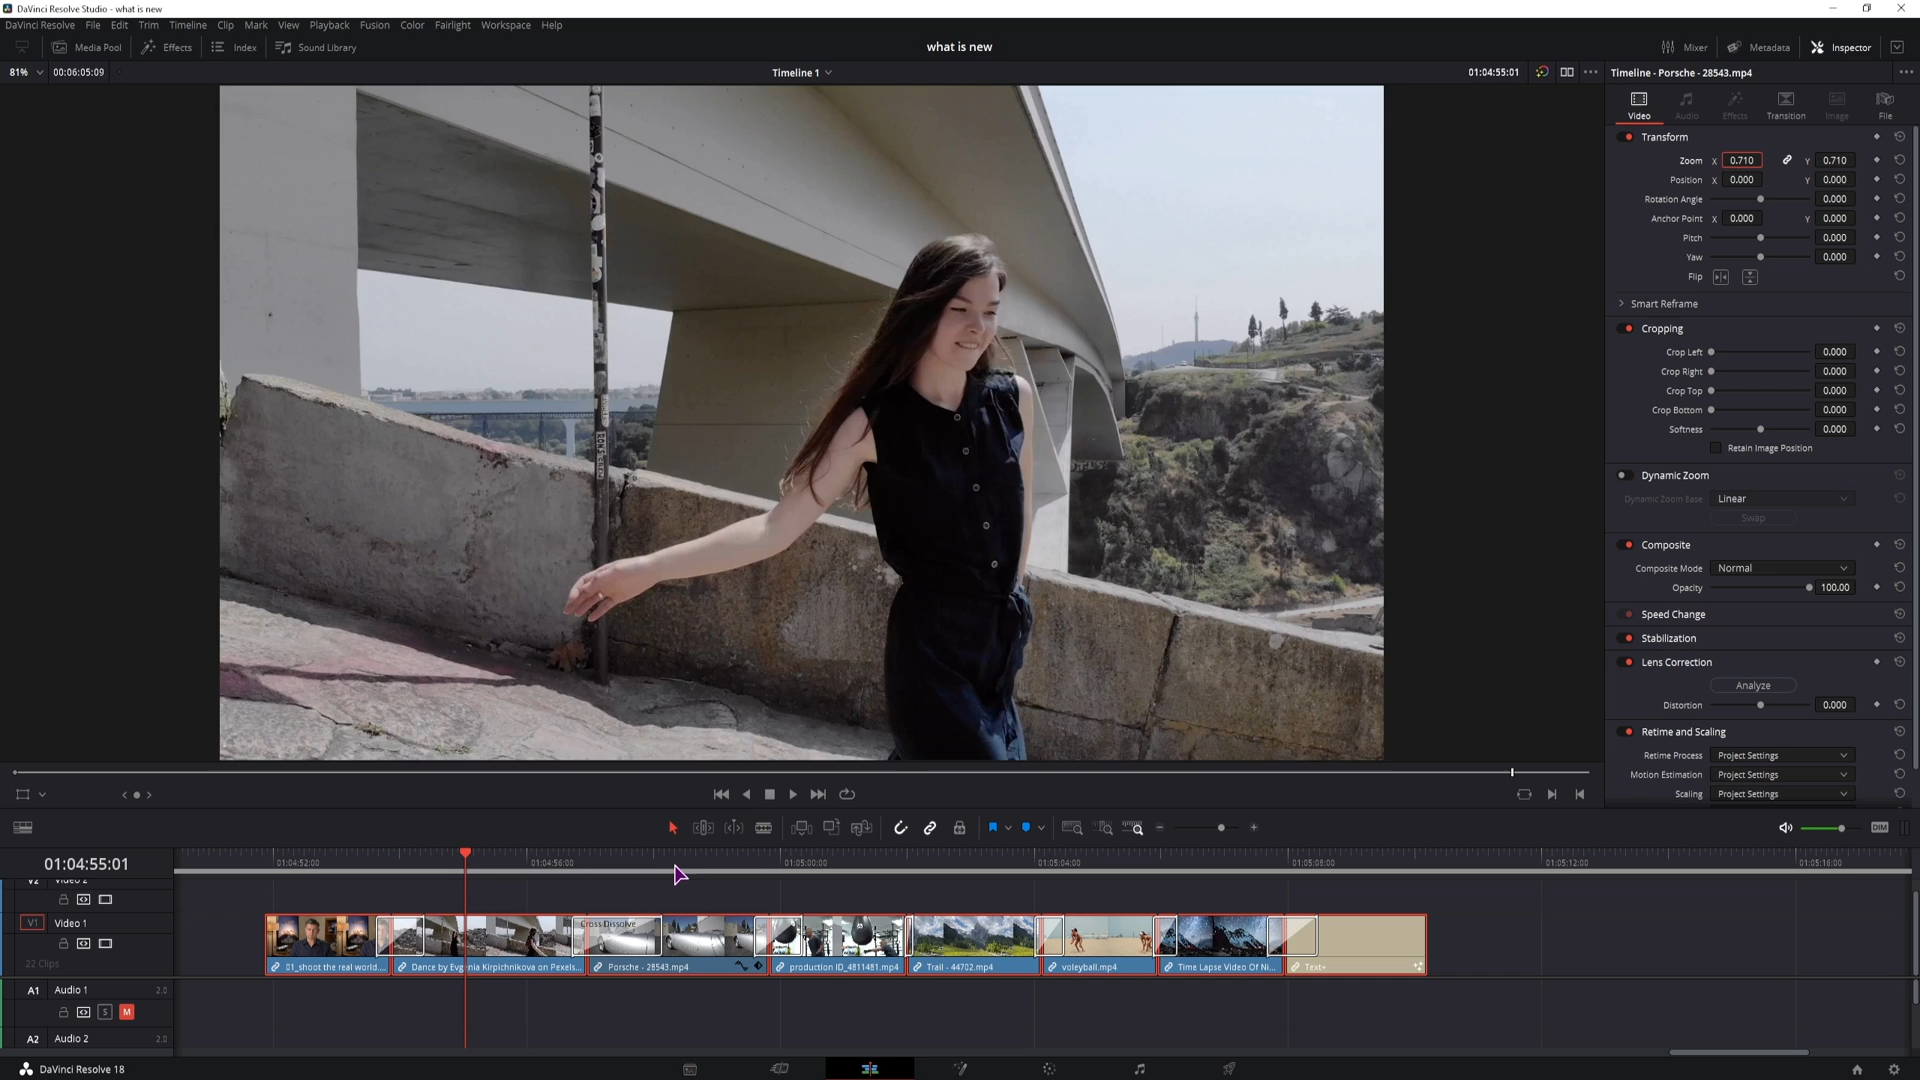 DaVinci Resolve Studio - what is new
DaVinci Resolve File Edit Trim Timeline Clip Mark View Playback Fusion Color Fairlight Workspace Help
Media Pool Effects Index Sound Library what is new Mixer Metadata Inspector
81% 00:06:05:09 Timeline 1 01:04:55:01 Timeline - Porsche - 28543.mp4
Video Audio Effects Transition Image File
Transform
Zoom X 0.710 Y 0.710
Position X 0.000 Y 0.000
Rotation Angle 0.000
Anchor Point X 0.000 Y 0.000
Pitch 0.000
Yaw 0.000
Flip
Smart Reframe
Cropping
Crop Left 0.000
Crop Right 0.000
Crop Top 0.000
Crop Bottom 0.000
Softness 0.000
Retain Image Position
Dynamic Zoom
Dynamic Zoom Ease Linear
Swap
Composite
Composite Mode Normal
Opacity 100.00
Speed Change
Stabilization
Lens Correction
Analyze
Distortion 0.000
Retime and Scaling
Retime Process Project Settings
Motion Estimation Project Settings
Scaling Project Settings
DIM
01:04:55:01 01:04:52:00 01:04:56:00 01:05:00:00 01:05:04:00 01:05:08:00 01:05:12:00 01:05:16:00
V2 Video 2
V1 Video 1
Cross Dissolve
22 Clips
01_shoot the real world... Dance by Evgenia Kirpichnikova on Pexels... Porsche - 28543.mp4 production ID_4811481.mp4 Trail - 44702.mp4 voleyball.mp4 Time Lapse Video Of Ni... Text+
A1 Audio 1 2.0
S M
A2 Audio 2 2.0
DaVinci Resolve 18